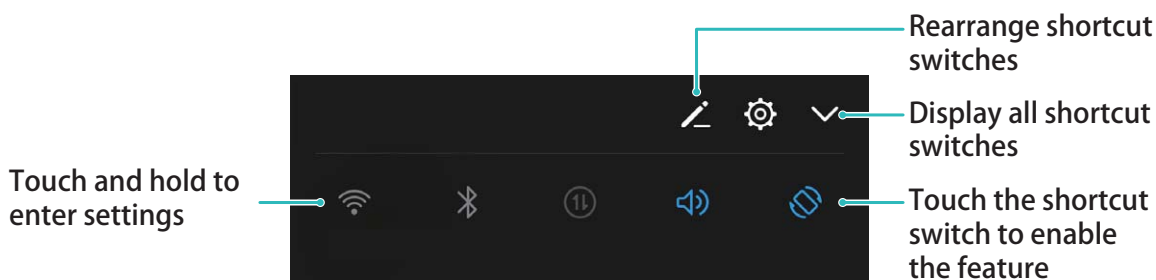 Rearrange shortcut
switches
Display all shortcut
switches
Touch and hold to
enter settings
Touch the shortcut
switch to enable
the feature